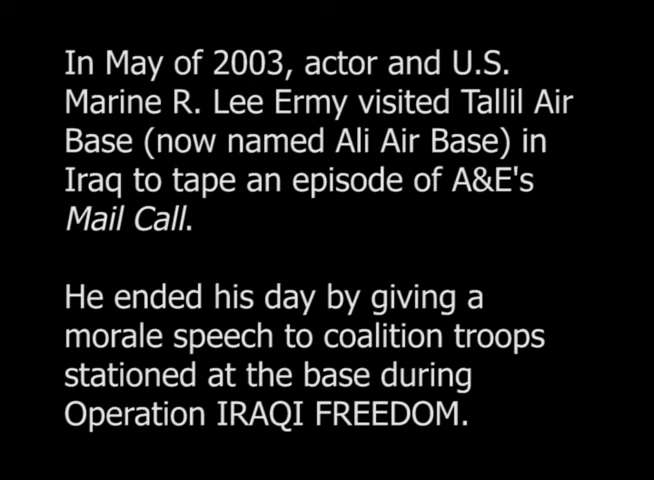 In May of 2003, actor and U.S.
Marine R. Lee Ermy visited Tallil Air
Base (now named Ali Air Base) in
Iraq to tape an episode of A&E's
Mail Call.
He ended his day by giving a
morale speech to coalition troops
stationed at the base during
Operation IRAQI FREEDOM.